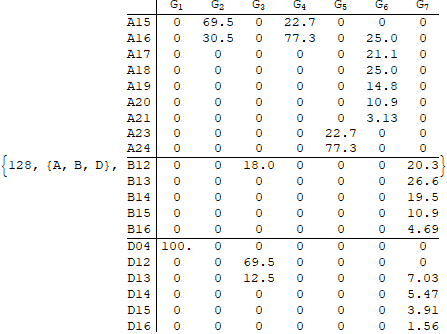 G₁ G₂ G₃ G₄ G₅ G₆ G₇
A15 0 69.5 0 22.7 0 0 0
A16 0 30.5 0 77.3 0 25.0 0
A17 0 0 0 0 0 21.1 0
A18 0 0 0 0 0 25.0 0
A19 0 0 0 0 0 14.8 0
A20 0 0 0 0 0 10.9 0
A21 0 0 0 0 0 3.13 0
A23 0 0 0 0 22.7 0 0
A24 0 0 0 0 77.3 0 0
{128, {A, B, D}, B12 0 0 18.0 0 0 0 20.3}
B13 0 0 0 0 0 0 26.6
B14 0 0 0 0 0 0 19.5
B15 0 0 0 0 0 0 10.9
B16 0 0 0 0 0 0 4.69
D04 100. 0 0 0 0 0 0
D12 0 0 69.5 0 0 0 0
D13 0 0 12.5 0 0 0 7.03
D14 0 0 0 0 0 0 5.47
D15 0 0 0 0 0 0 3.91
D16 0 0 0 0 0 0 1.56